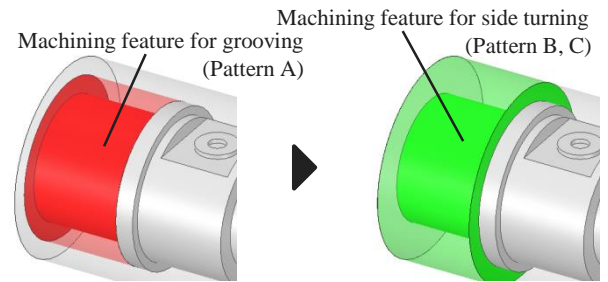 Machining feature for grooving
(Pattern A)
Machining feature for side turning
(Pattern B, C)